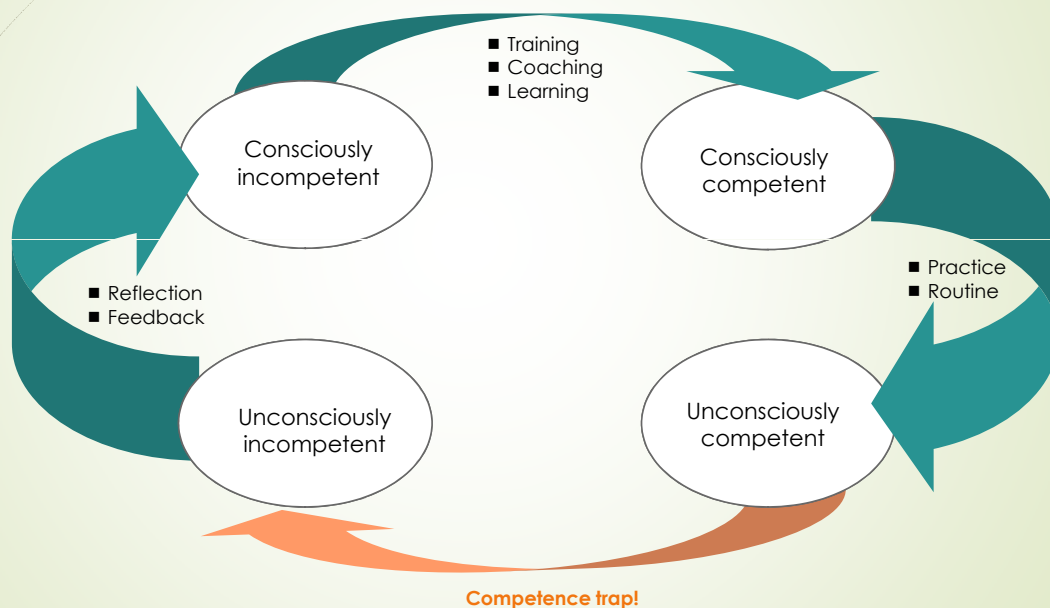 ■ Training
■ Coaching
■ Learning
Consciously
incompetent
Consciously
competent
■ Reflection
■ Feedback
■ Practice
■ Routine
Unconsciously
incompetent
Unconsciously
competent
Competence trap!